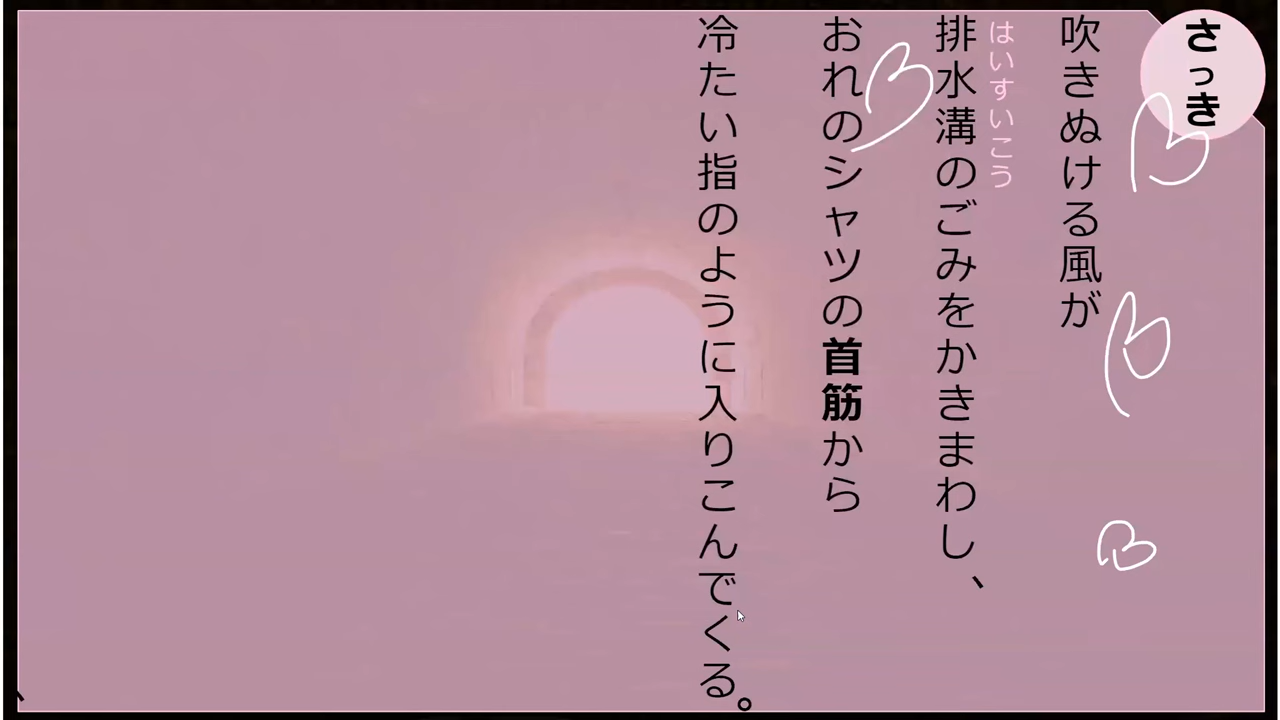 さっき
吹きぬける風が
はいすいこう
排水溝のごみをかきまわし、
おれのシャツの首筋から
冷たい指のように入りこんでくる。
、